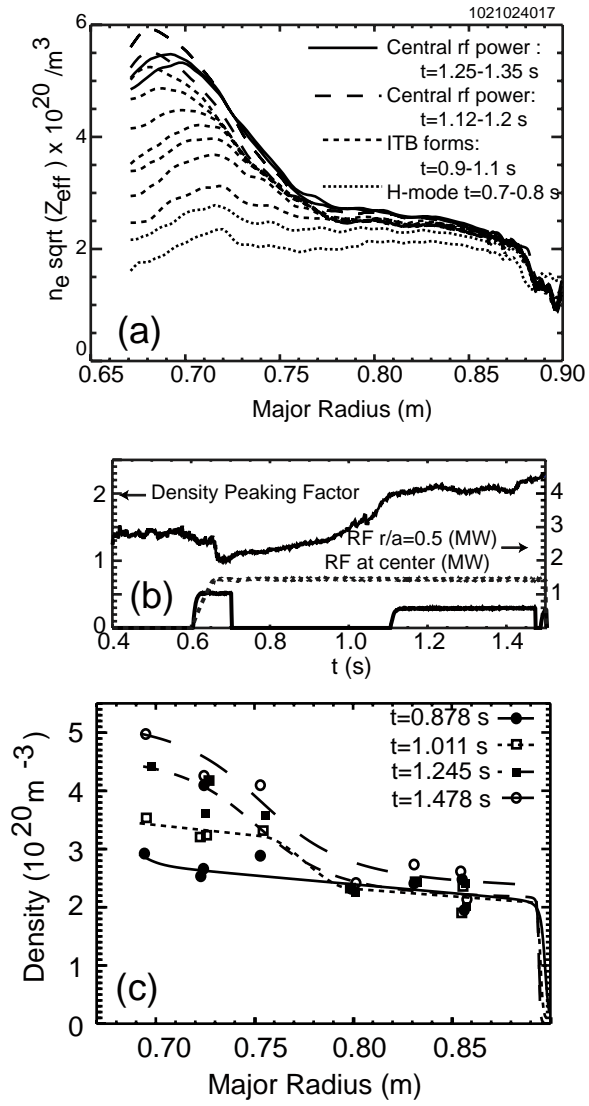 1021024017
6
4
2
0
n_e sqrt (Z_eff ) x 10^20 /m^3
Central rf power :
t=1.25-1.35 s
Central rf power:
t=1.12-1.2 s
ITB forms:
t=0.9-1.1 s
H-mode t=0.7-0.8 s
(a)
0.65 0.70 0.75 0.80 0.85 0.90
Major Radius (m)
2
1
0
Density Peaking Factor
RF r/a=0.5 (MW)
RF at center (MW)
4
3
2
1
(b)
0.4 0.6 0.8 1.0 1.2 1.4
t (s)
5
4
3
2
1
0
Density (10^20 m^-3)
t=0.878 s
t=1.011 s
t=1.245 s
t=1.478 s
(c)
0.70 0.75 0.80 0.85
Major Radius (m)